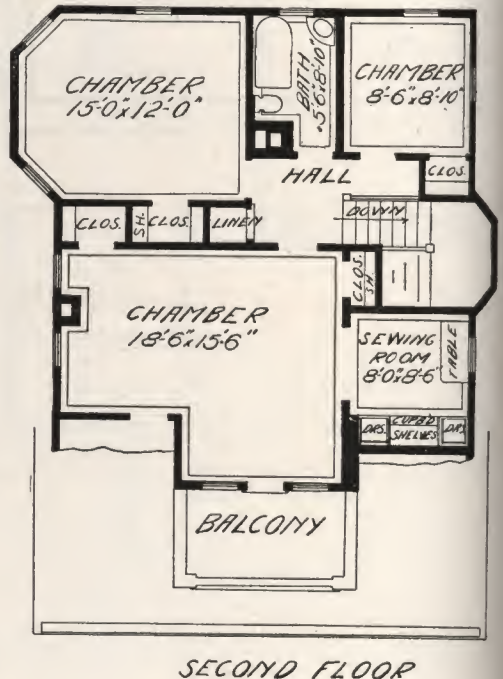 CHAMBER
15'-0"x12'-0"
BATH
5'-6"x8'-10"
CHAMBER
8'-6"x8'-10"
HALL
CLOS.
CLOS.
SH.
CLOS.
LINEN
DOWN
CLOS.
SH.
CHAMBER
18'-6"x15'-6"
SEWING
ROOM
8'-0"x8'-6"
TABLE
DRS.
CUPB'D
SHELVES
DRS.
BALCONY
SECOND FLOOR